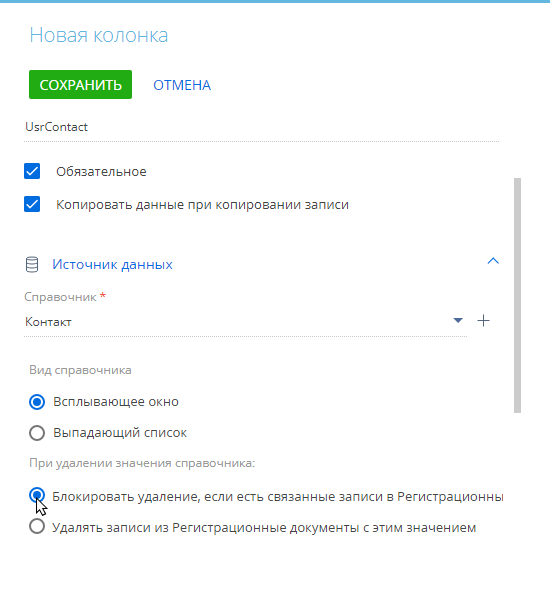 Новая колонка
СОХРАНИТЬ ОТМЕНА
UsrContact
Обязательное
Копировать данные при копировании записи
Источник данных
Справочник *
Контакт
Вид справочника
Всплывающее окно
Выпадающий список
При удалении значения справочника:
Блокировать удаление, если есть связанные записи в Регистрационны
Удалять записи из Регистрационные документы с этим значением